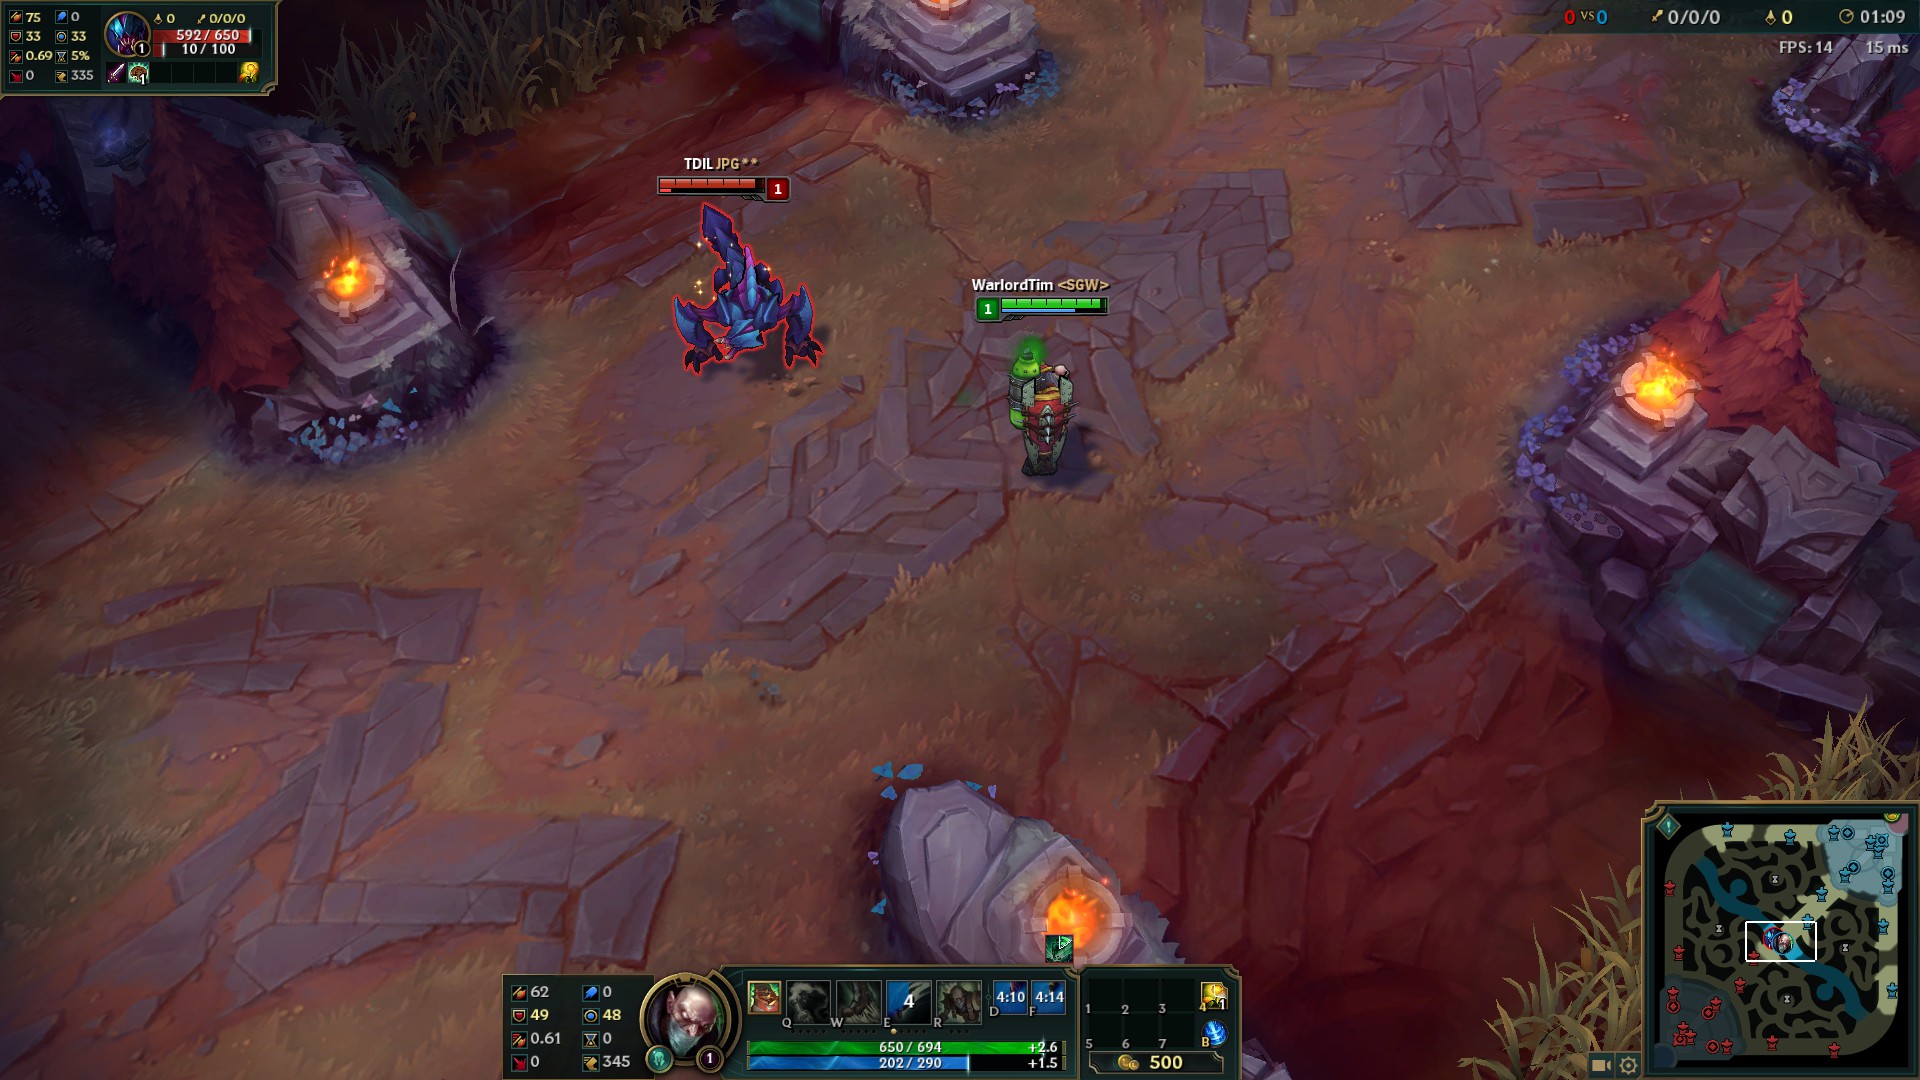 75 0 0 0/0/0
33 33 592 / 650
0.69 5% 1 10 / 100
0 335 1
0 VS 0 0/0/0 0 01:09
FPS: 14 15 ms
TDIL JPG**
1
WarlordTim <SGW>
1
62 0
49 48
0.61 0
0 345
1
Q W 4 E R 4:10 D 4:14 F
650 / 694 +2.6
202 / 290 +1.5
1 2 3 4 1
5 6 7 B
500